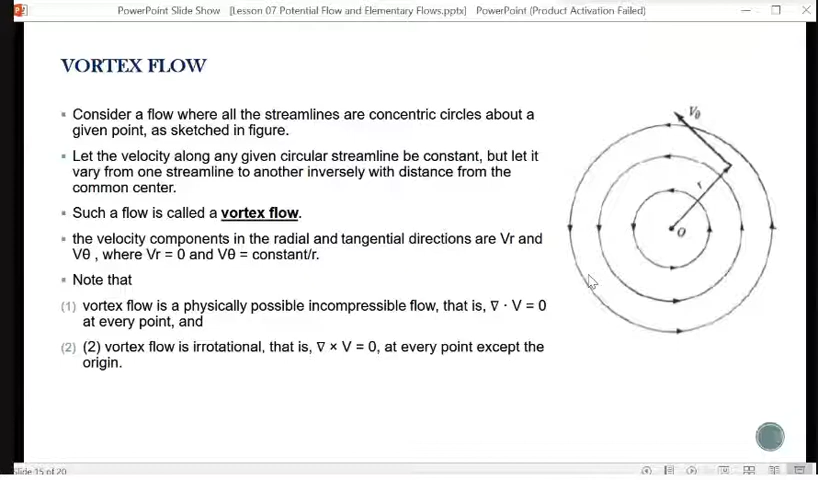 PowerPoint Slide Show [Lesson 07 Potential Flow and Elementary Flows.pptx] PowerPoint (Product Activation Failed)
VORTEX FLOW
▪ Consider a flow where all the streamlines are concentric circles about a
given point, as sketched in figure.
▪ Let the velocity along any given circular streamline be constant, but let it
vary from one streamline to another inversely with distance from the
common center.
▪ Such a flow is called a vortex flow.
▪ the velocity components in the radial and tangential directions are Vr and
Vθ , where Vr = 0 and Vθ = constant/r.
▪ Note that
(1) vortex flow is a physically possible incompressible flow, that is, ∇ · V = 0
at every point, and
(2) (2) vortex flow is irrotational, that is, ∇ × V = 0, at every point except the
origin.
Vθ
r
O
Slide 15 of 20